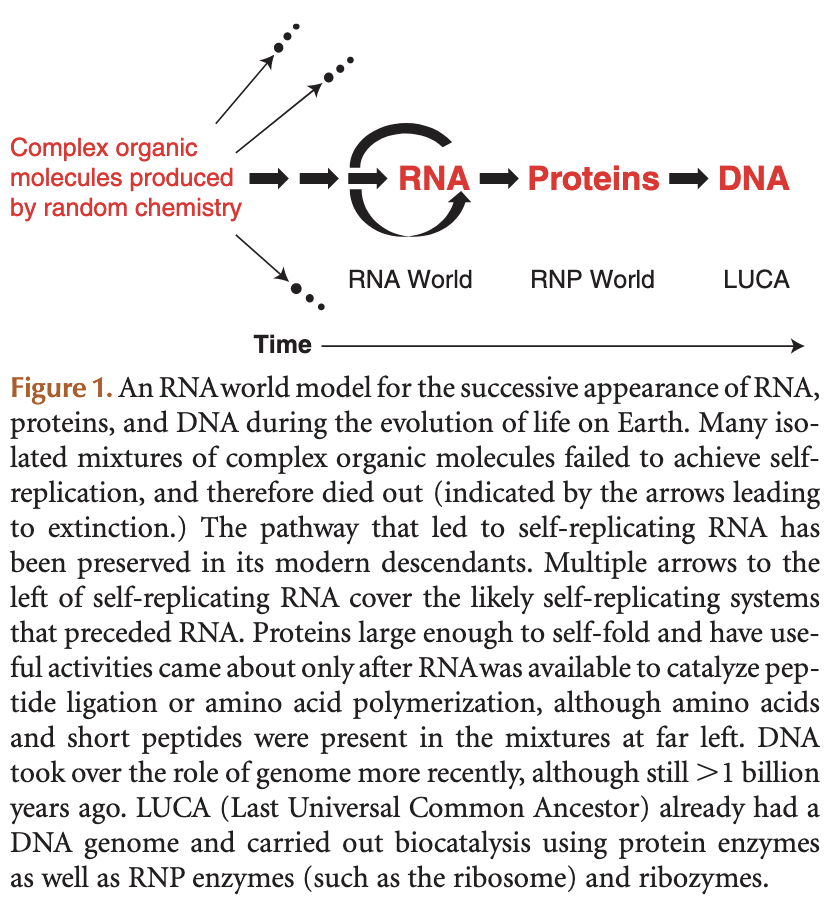 Complex organic
molecules produced
by random chemistry
RNA
Proteins
DNA
RNA World
RNP World
LUCA
Time
Figure 1. An RNA world model for the successive appearance of RNA,
proteins, and DNA during the evolution of life on Earth. Many iso-
lated mixtures of complex organic molecules failed to achieve self-
replication, and therefore died out (indicated by the arrows leading
to extinction.) The pathway that led to self-replicating RNA has
been preserved in its modern descendants. Multiple arrows to the
left of self-replicating RNA cover the likely self-replicating systems
that preceded RNA. Proteins large enough to self-fold and have use-
ful activities came about only after RNA was available to catalyze pep-
tide ligation or amino acid polymerization, although amino acids
and short peptides were present in the mixtures at far left. DNA
took over the role of genome more recently, although still >1 billion
years ago. LUCA (Last Universal Common Ancestor) already had a
DNA genome and carried out biocatalysis using protein enzymes
as well as RNP enzymes (such as the ribosome) and ribozymes.